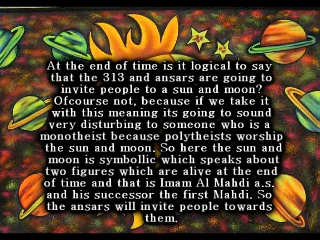 At the end of time is it logical to say
that the 313 and ansars are going to
invite people to a sun and moon?
Ofcourse not, because if we take it
with this meaning its going to sound
very disturbing to someone who is a
monotheist because polytheists worship
the sun and moon. So here the sun and
moon is symbollic which speaks about
two figures which are alive at the end
of time and that is Imam Al Mahdi a.s.
and his successor the first Mahdi. So
the ansars will invite people towards
them.